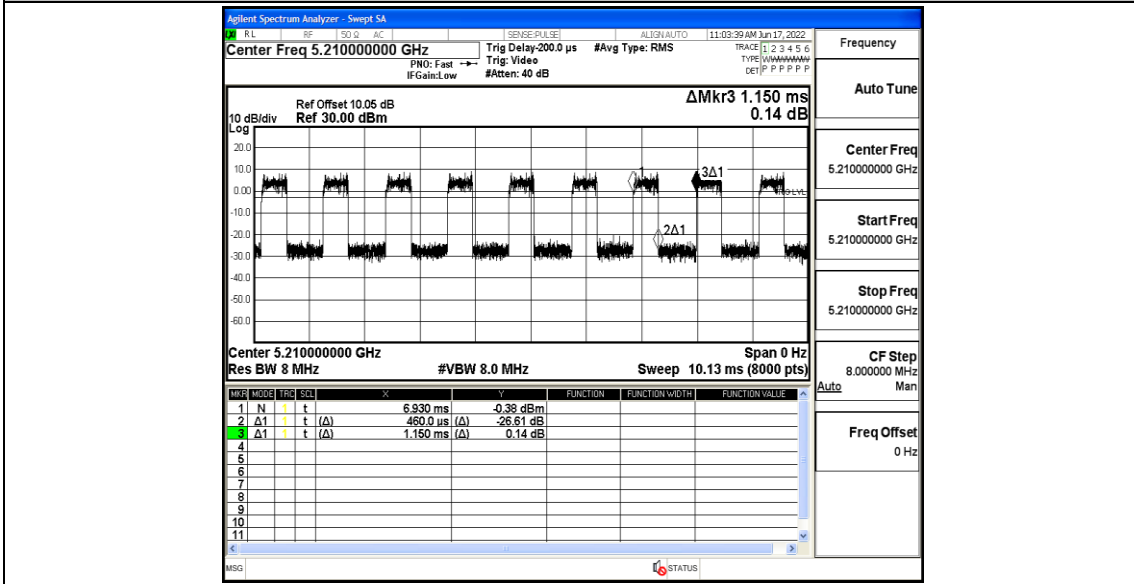 Agilent Spectrum Analyzer - Swept SA
LXI RL RF 50 Ω AC SENSE:PULSE ALIGN AUTO 11:03:39 AM Jun 17, 2022
Center Freq 5.210000000 GHz
PNO: Fast
IFGain:Low
Trig Delay-200.0 µs
Trig: Video
#Atten: 40 dB
#Avg Type: RMS
TRACE 1 2 3 4 5 6
TYPE WWWWWW
DET P P P P P P
Ref Offset 10.05 dB
Ref 30.00 dBm
10 dB/div
Log
ΔMkr3 1.150 ms
0.14 dB
20.0
10.0
0.00
-10.0
-20.0
-30.0
-40.0
-50.0
-60.0
1
3Δ1
TRIG LVL
2Δ1
Center 5.210000000 GHz Span 0 Hz
Res BW 8 MHz #VBW 8.0 MHz Sweep 10.13 ms (8000 pts)
MKR MODE TRC SCL X Y FUNCTION FUNCTION WIDTH FUNCTION VALUE
1 N 1 t 6.930 ms -0.38 dBm
2 Δ1 1 t (Δ) 460.0 µs (Δ) -26.61 dB
3 Δ1 1 t (Δ) 1.150 ms (Δ) 0.14 dB
4
5
6
7
8
9
10
11
MSG STATUS
Frequency
Auto Tune
Center Freq
5.210000000 GHz
Start Freq
5.210000000 GHz
Stop Freq
5.210000000 GHz
CF Step
8.000000 MHz
Auto Man
Freq Offset
0 Hz